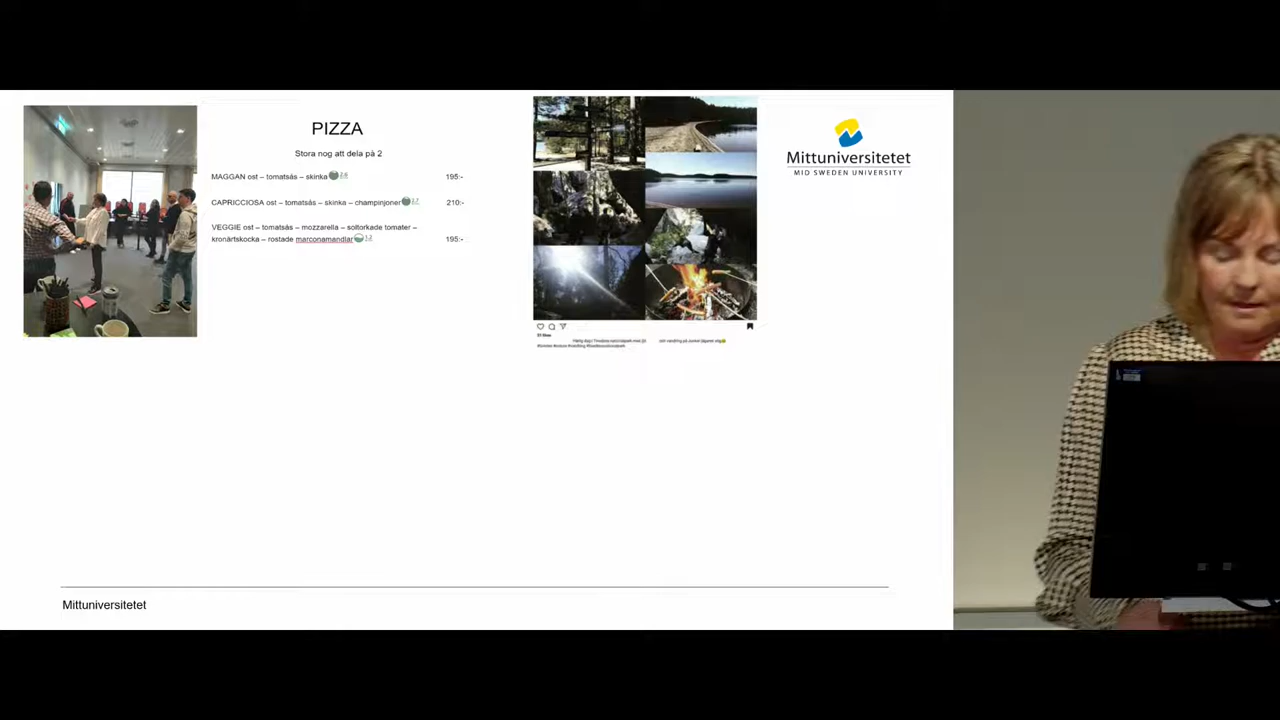 PIZZA
Stora nog att dela på 2
MAGGAN ost – tomatsås – skinka 195:-
CAPRICCIOSA ost – tomatsås – skinka – champinjoner 210:-
VEGGIE ost – tomatsås – mozzarella – soltorkade tomater –
kronärtskocka – rostade marconamandlar 195:-
Mittuniversitetet
MID SWEDEN UNIVERSITY
Mittuniversitetet